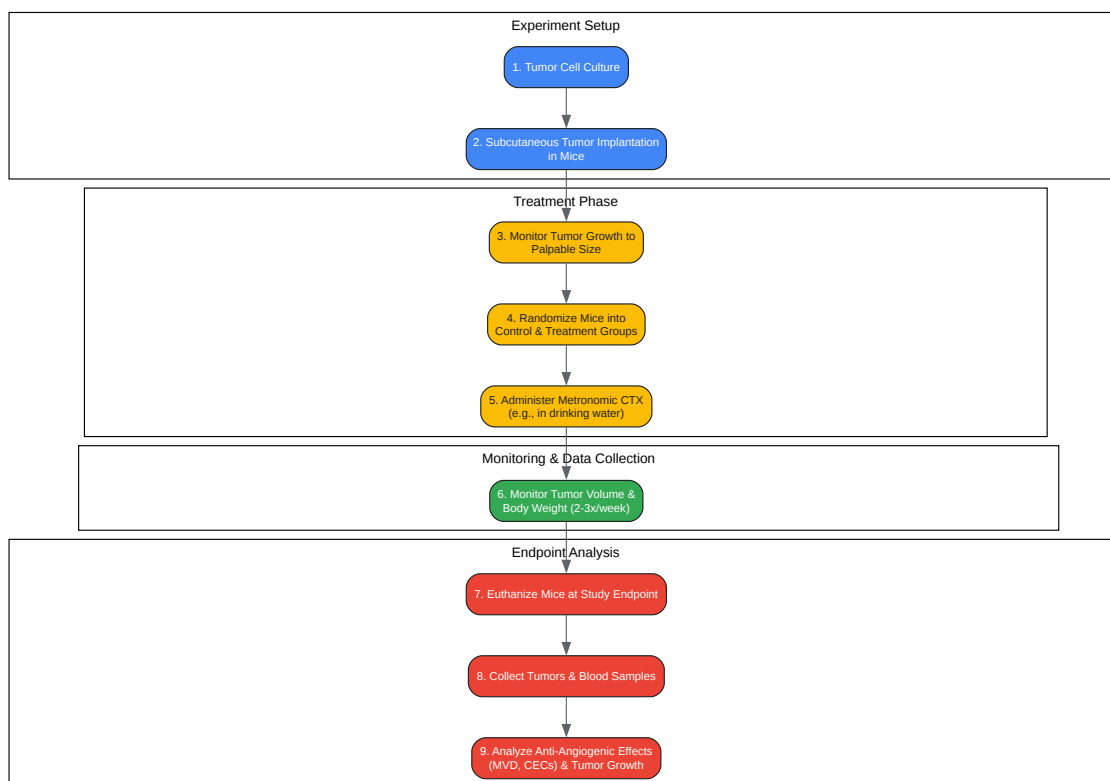 Experiment Setup
1. Tumor Cell Culture
2. Subcutaneous Tumor Implantation
in Mice
Treatment Phase
3. Monitor Tumor Growth to
Palpable Size
4. Randomize Mice into
Control & Treatment Groups
5. Administer Metronomic CTX
(e.g., in drinking water)
Monitoring & Data Collection
6. Monitor Tumor Volume &
Body Weight (2-3x/week)
Endpoint Analysis
7. Euthanize Mice at Study Endpoint
8. Collect Tumors & Blood Samples
9. Analyze Anti-Angiogenic Effects
(MVD, CECs) & Tumor Growth